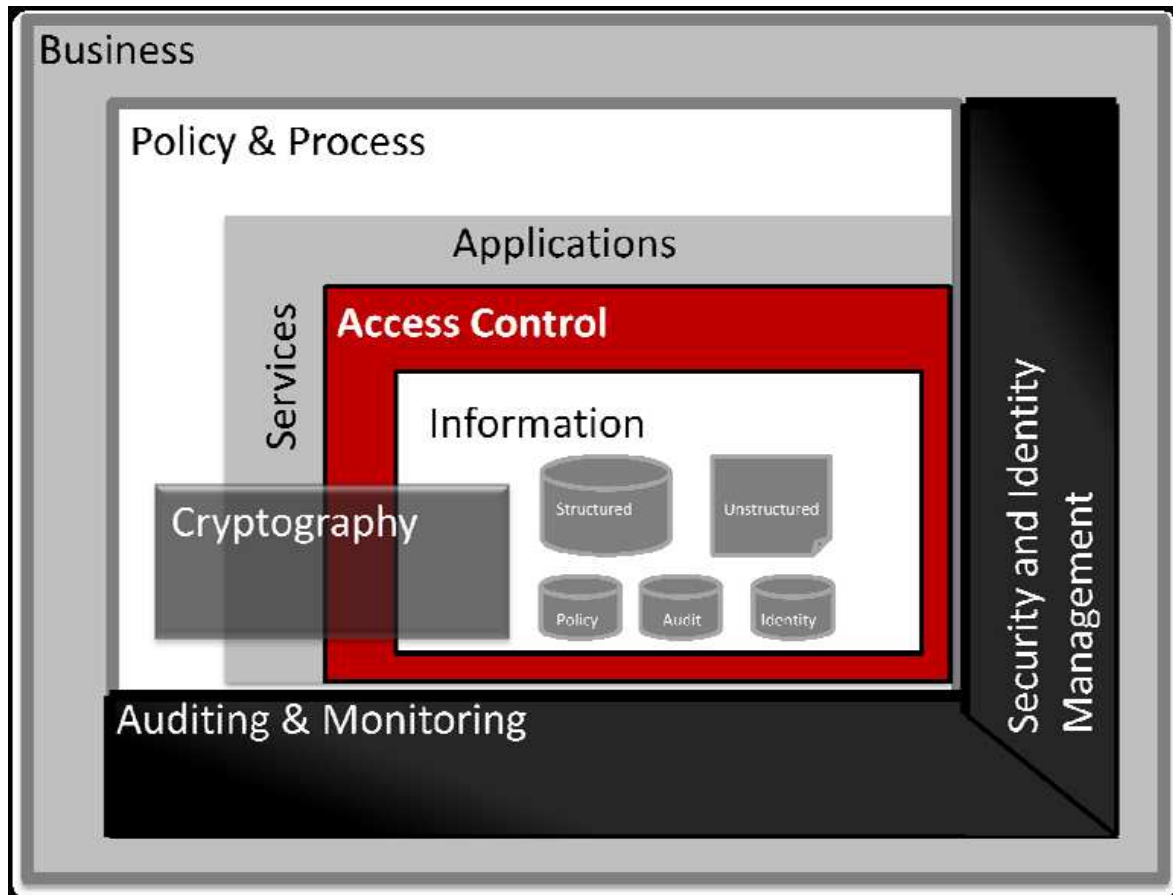 Business
Policy & Process
Applications
Services
Access Control
Information
Structured
Unstructured
Cryptography
Policy
Audit
Identity
Security and Identity
Management
Auditing & Monitoring